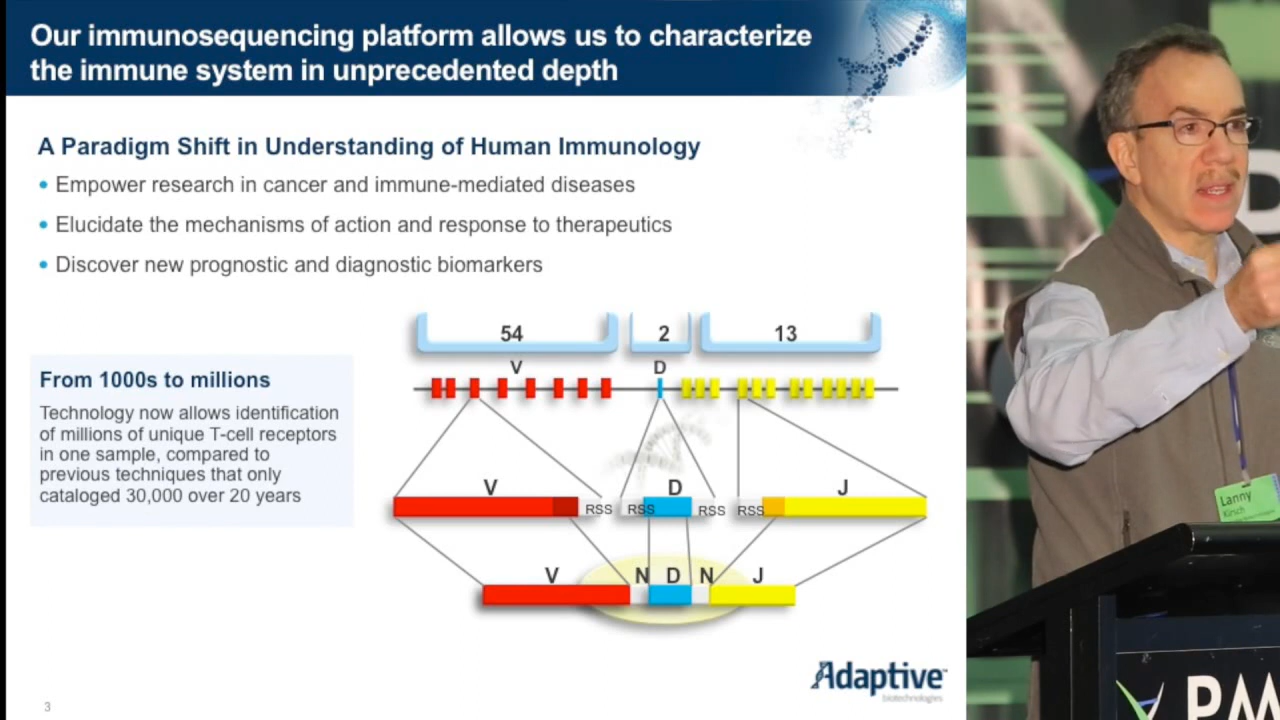 Our immunosequencing platform allows us to characterize
the immune system in unprecedented depth
A Paradigm Shift in Understanding of Human Immunology
• Empower research in cancer and immune-mediated diseases
• Elucidate the mechanisms of action and response to therapeutics
• Discover new prognostic and diagnostic biomarkers
54 2 13
V D
From 1000s to millions
Technology now allows identification
of millions of unique T-cell receptors
in one sample, compared to
previous techniques that only
cataloged 30,000 over 20 years
V D J
RSS RSS RSS RSS
V N D N J
Adaptive™
biotechnologies
3
Lanny
Kirsch
PM